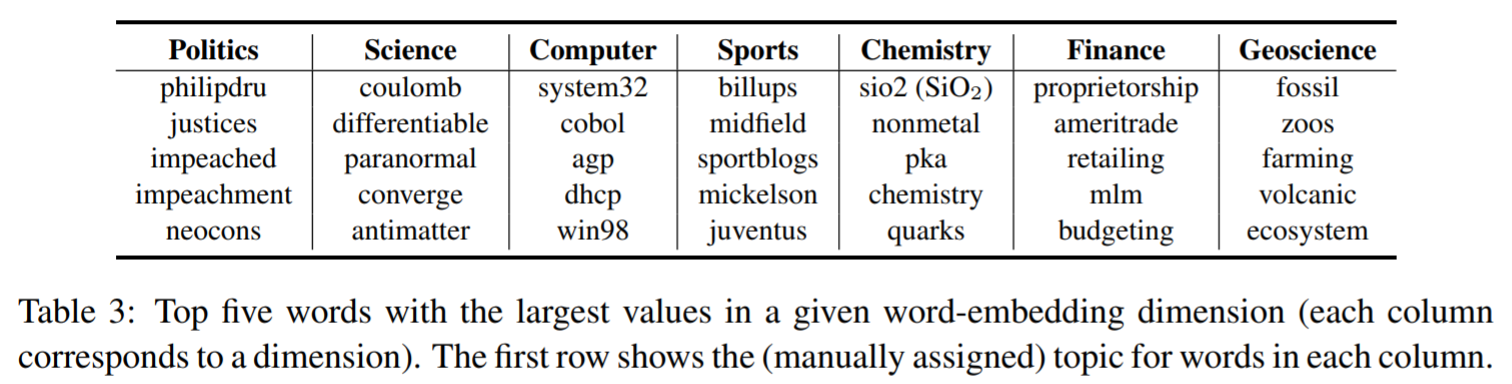 Politics Science Computer Sports Chemistry Finance Geoscience
philipdru coulomb system32 billups sio2 (SiO₂) proprietorship fossil
justices differentiable cobol midfield nonmetal ameritrade zoos
impeached paranormal agp sportblogs pka retailing farming
impeachment converge dhcp mickelson chemistry mlm volcanic
neocons antimatter win98 juventus quarks budgeting ecosystem
Table 3: Top five words with the largest values in a given word-embedding dimension (each column
corresponds to a dimension). The first row shows the (manually assigned) topic for words in each column.